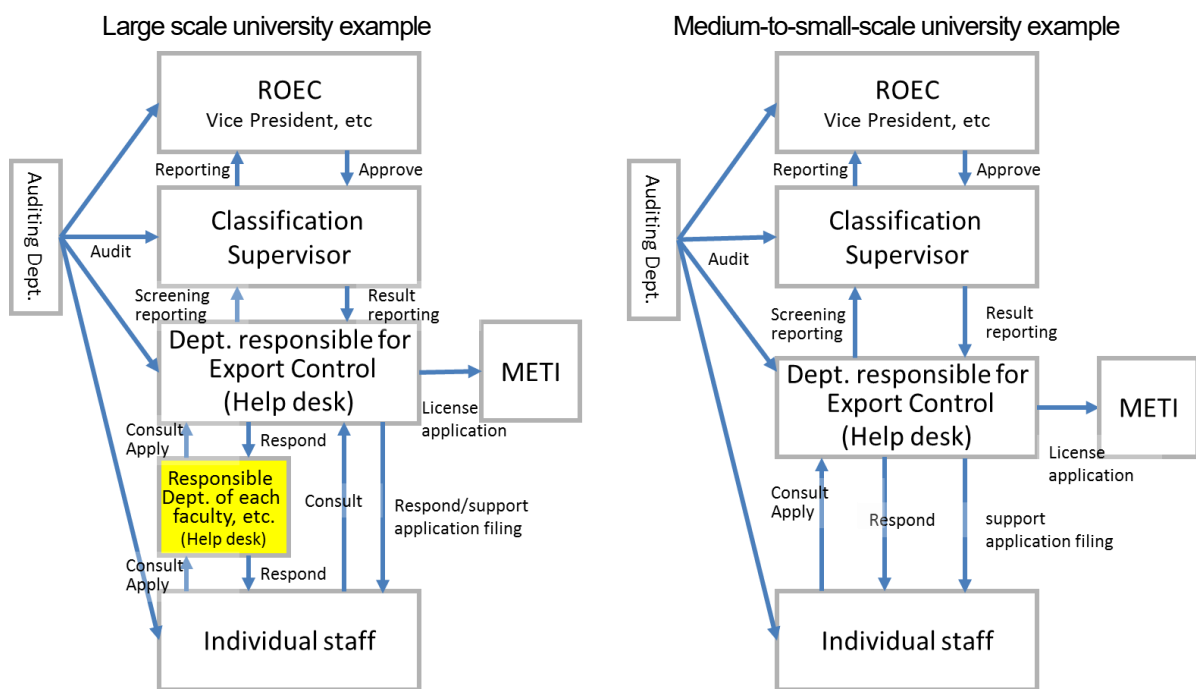 Large scale university example
ROEC
Vice President, etc
Reporting
Approve
Auditing Dept.
Classification
Supervisor
Audit
Screening
reporting
Result
reporting
Dept. responsible for
Export Control
(Help desk)
METI
License
application
Consult
Apply
Respond
Responsible
Dept. of each
faculty, etc.
(Help desk)
Consult
Respond/support
application filing
Consult
Apply
Respond
Individual staff
Medium-to-small-scale university example
ROEC
Vice President, etc
Reporting
Approve
Auditing Dept.
Classification
Supervisor
Audit
Screening
reporting
Result
reporting
Dept. responsible for
Export Control
(Help desk)
METI
License
application
Consult
Apply
Respond
support
application filing
Individual staff